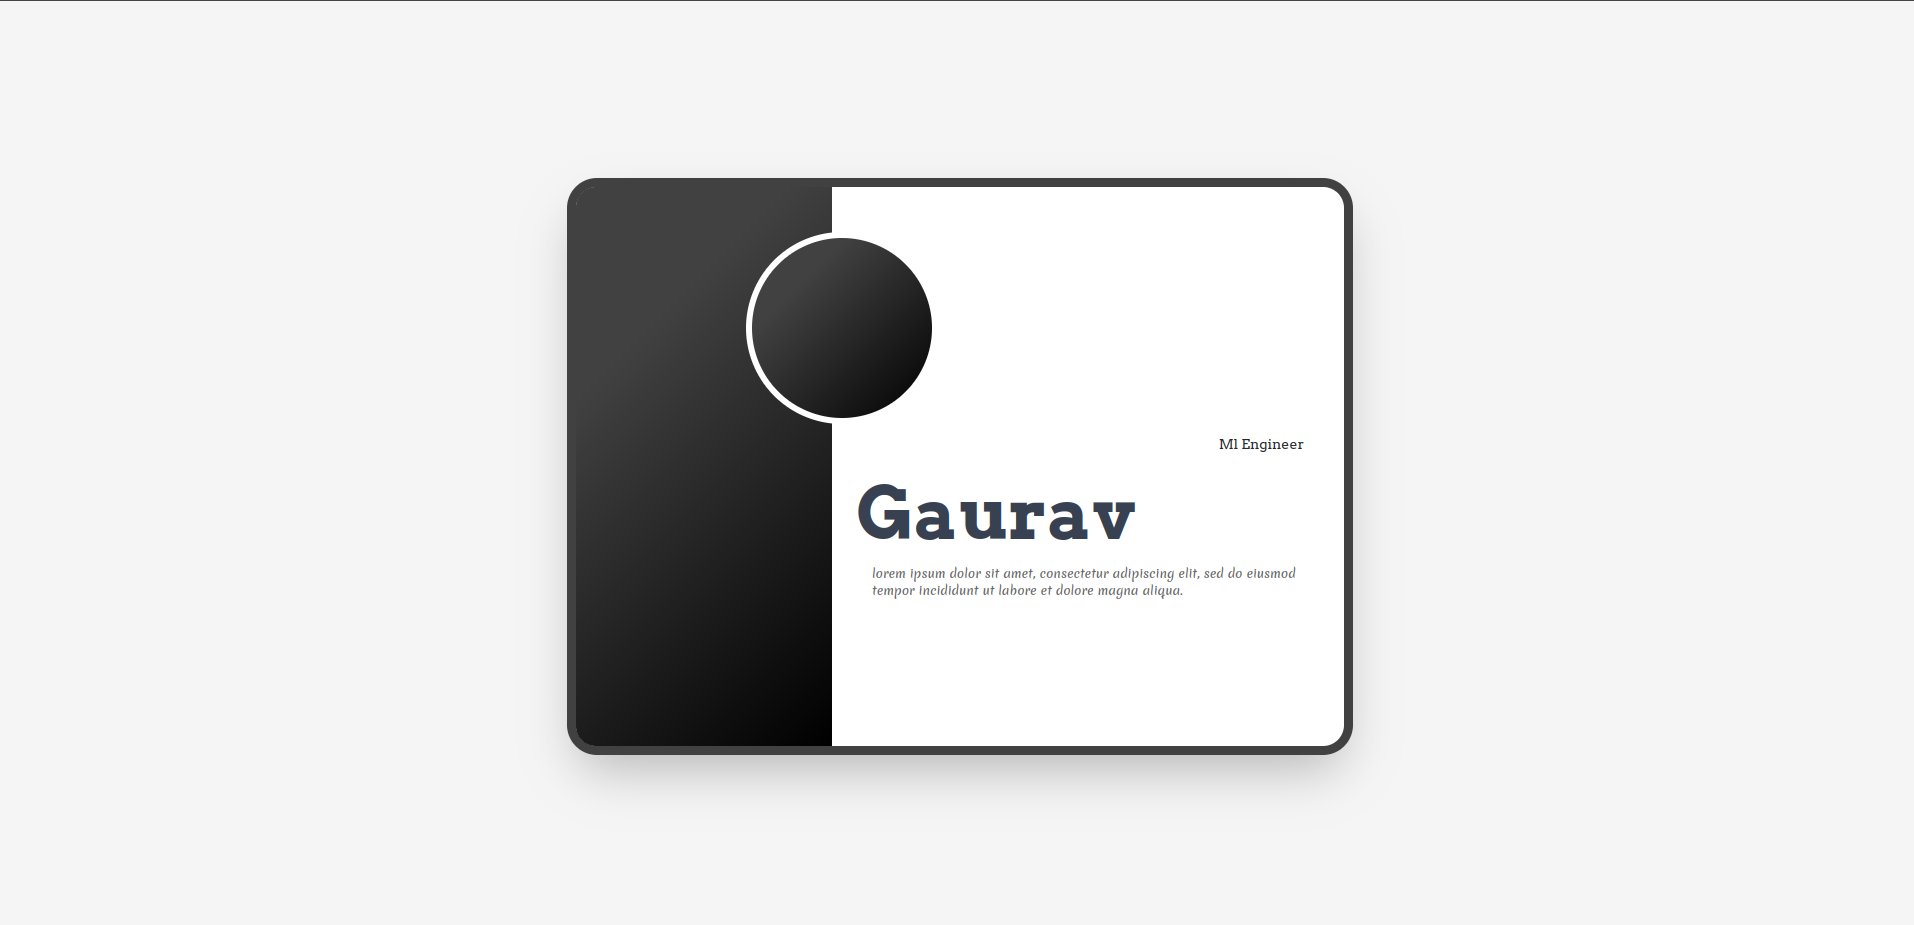 Ml Engineer
Gaurav
lorem ipsum dolor sit amet, consectetur adipiscing elit, sed do eiusmod
tempor incididunt ut labore et dolore magna aliqua.